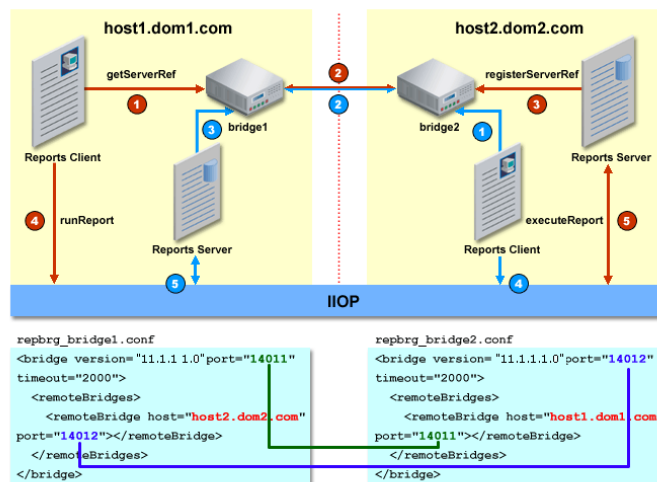 host1.dom1.com
host2.dom2.com
getServerRef
1
2
2
registerServerRef
3
3
bridge1
bridge2
1
Reports Client
Reports Server
4
runReport
executeReport
5
Reports Server
Reports Client
5
4
IIOP
repbrg_bridge1.conf
<bridge version="11.1.1 1.0"port="14011"
timeout="2000">
<remoteBridges>
<remoteBridge host="host2.dom2.com"
port="14012"></remoteBridge>
</remoteBridges>
</bridge>
repbrg_bridge2.conf
<bridge version="11.1.1.1.0"port="14012"
timeout="2000">
<remoteBridges>
<remoteBridge host="host1.dom1.com
port="14011"></remoteBridge>
</remoteBridges>
</bridge>